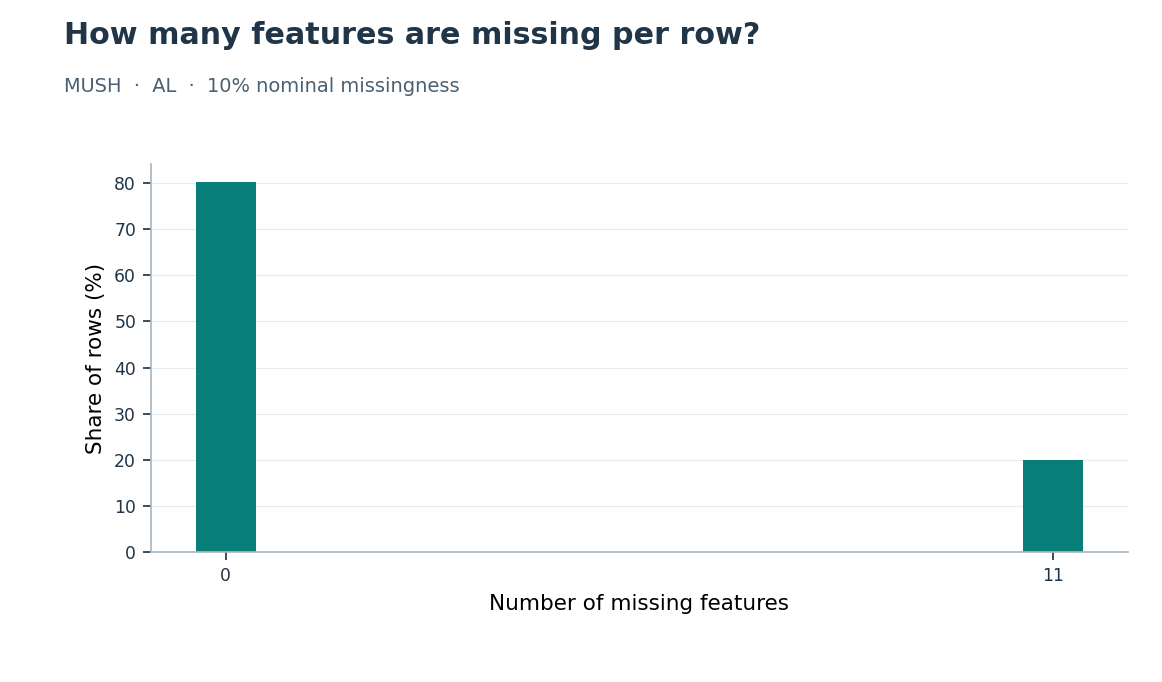 How many features are missing per row?
MUSH · AL · 10% nominal missingness
80
70
60
50
40
30
20
10
0
Share of rows (%)
0
11
Number of missing features